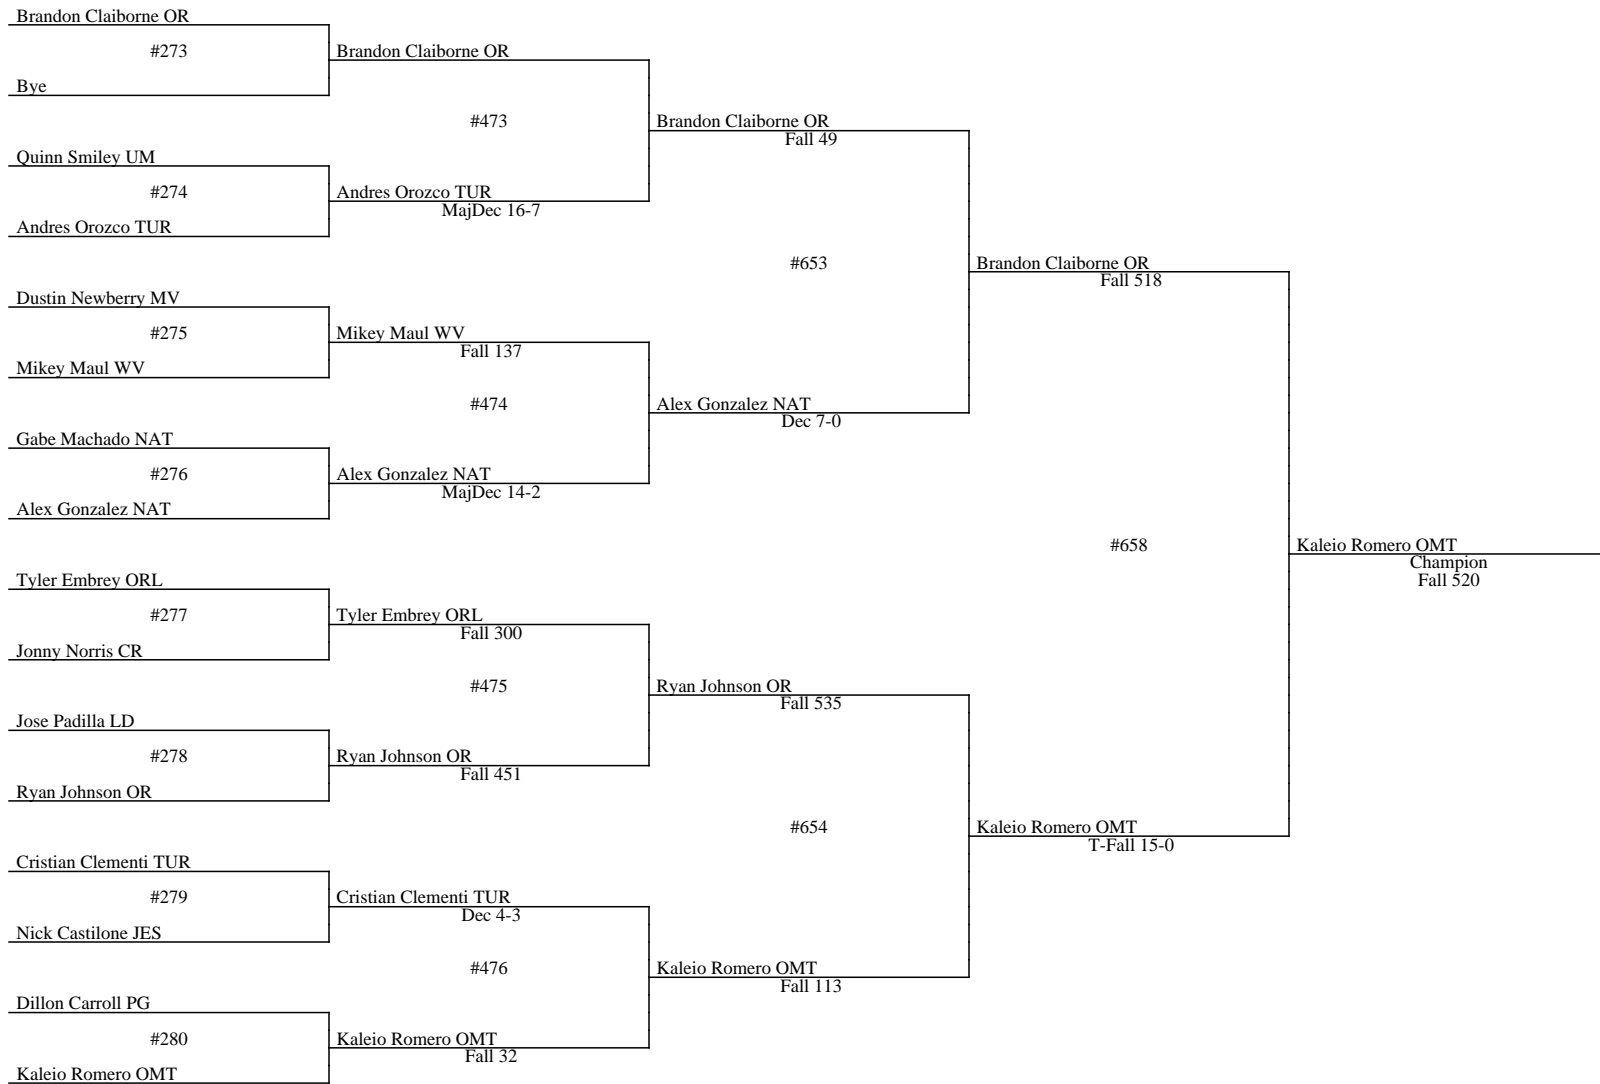 Brandon Claiborne OR
#273
Brandon Claiborne OR
Bye
#473
Brandon Claiborne OR
Fall 49
Quinn Smiley UM
#274
Andres Orozco TUR
MajDec 16-7
Andres Orozco TUR
#653
Brandon Claiborne OR
Fall 518
Dustin Newberry MV
#275
Mikey Maul WV
Fall 137
Mikey Maul WV
#474
Alex Gonzalez NAT
Dec 7-0
Gabe Machado NAT
#276
Alex Gonzalez NAT
MajDec 14-2
Alex Gonzalez NAT
#658
Kaleio Romero OMT
Champion
Fall 520
Tyler Embrey ORL
#277
Tyler Embrey ORL
Fall 300
Jonny Norris CR
#475
Ryan Johnson OR
Fall 535
Jose Padilla LD
#278
Ryan Johnson OR
Fall 451
Ryan Johnson OR
#654
Kaleio Romero OMT
T-Fall 15-0
Cristian Clementi TUR
#279
Cristian Clementi TUR
Dec 4-3
Nick Castilone JES
#476
Kaleio Romero OMT
Fall 113
Dillon Carroll PG
#280
Kaleio Romero OMT
Fall 32
Kaleio Romero OMT